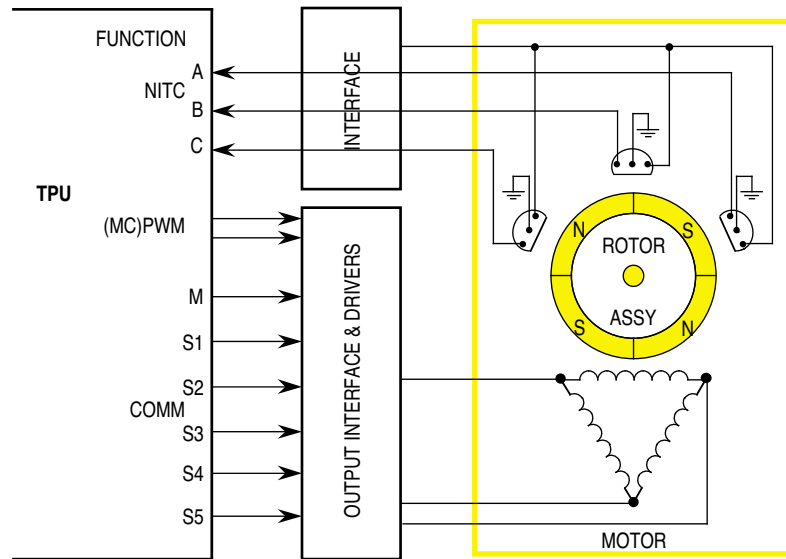 FUNCTION
A
NITC
B
C
TPU
(MC)PWM
M
S1
S2
COMM
S3
S4
S5
INTERFACE
OUTPUT INTERFACE & DRIVERS
N
S
ROTOR
ASSY
S
N
MOTOR